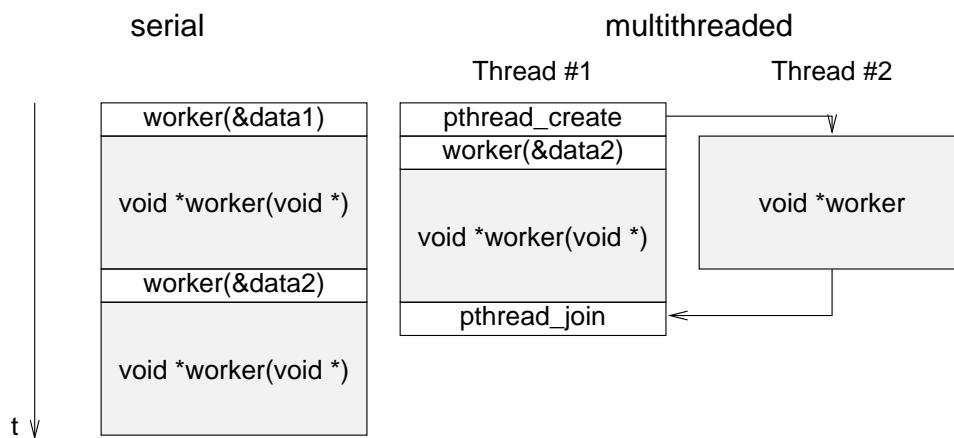 serial
multithreaded
Thread #1
Thread #2
worker(&data1)
pthread_create
worker(&data2)
void *worker(void *)
void *worker
void *worker(void *)
worker(&data2)
pthread_join
void *worker(void *)
t